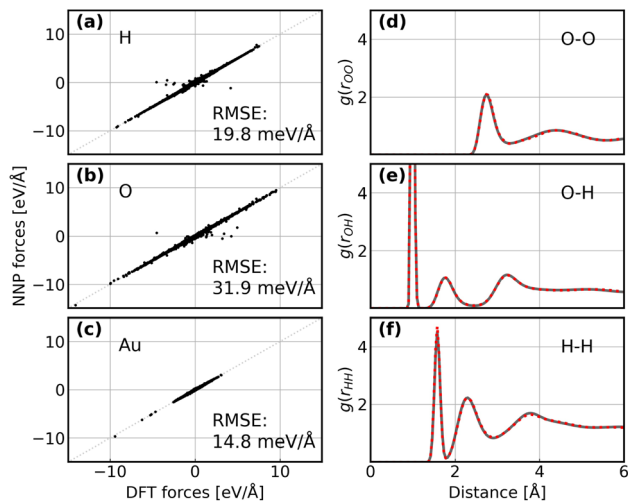 (a)
H
10
0
−10
RMSE:
19.8 meV/Å
(b)
O
10
0
−10
RMSE:
31.9 meV/Å
(c)
Au
10
0
−10
RMSE:
14.8 meV/Å
NNP forces [eV/Å]
−10 0 10
DFT forces [eV/Å]
(d)
O-O
4
2
g(rOO)
(e)
O-H
4
2
g(rOH)
(f)
H-H
4
2
g(rHH)
0 2 4 6
Distance [Å]